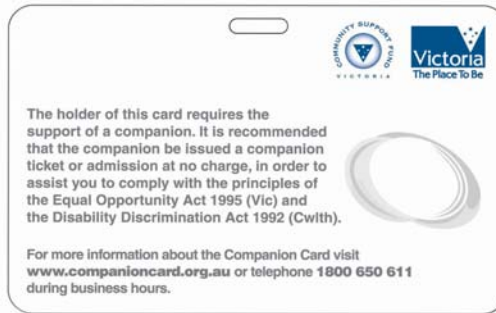 COMMUNITY SUPPORT FUND
VICTORIA
Victoria
The Place To Be
The holder of this card requires the
support of a companion. It is recommended
that the companion be issued a companion
ticket or admission at no charge, in order to
assist you to comply with the principles of
the Equal Opportunity Act 1995 (Vic) and
the Disability Discrimination Act 1992 (Cwlth).
For more information about the Companion Card visit
www.companioncard.org.au or telephone 1800 650 611
during business hours.